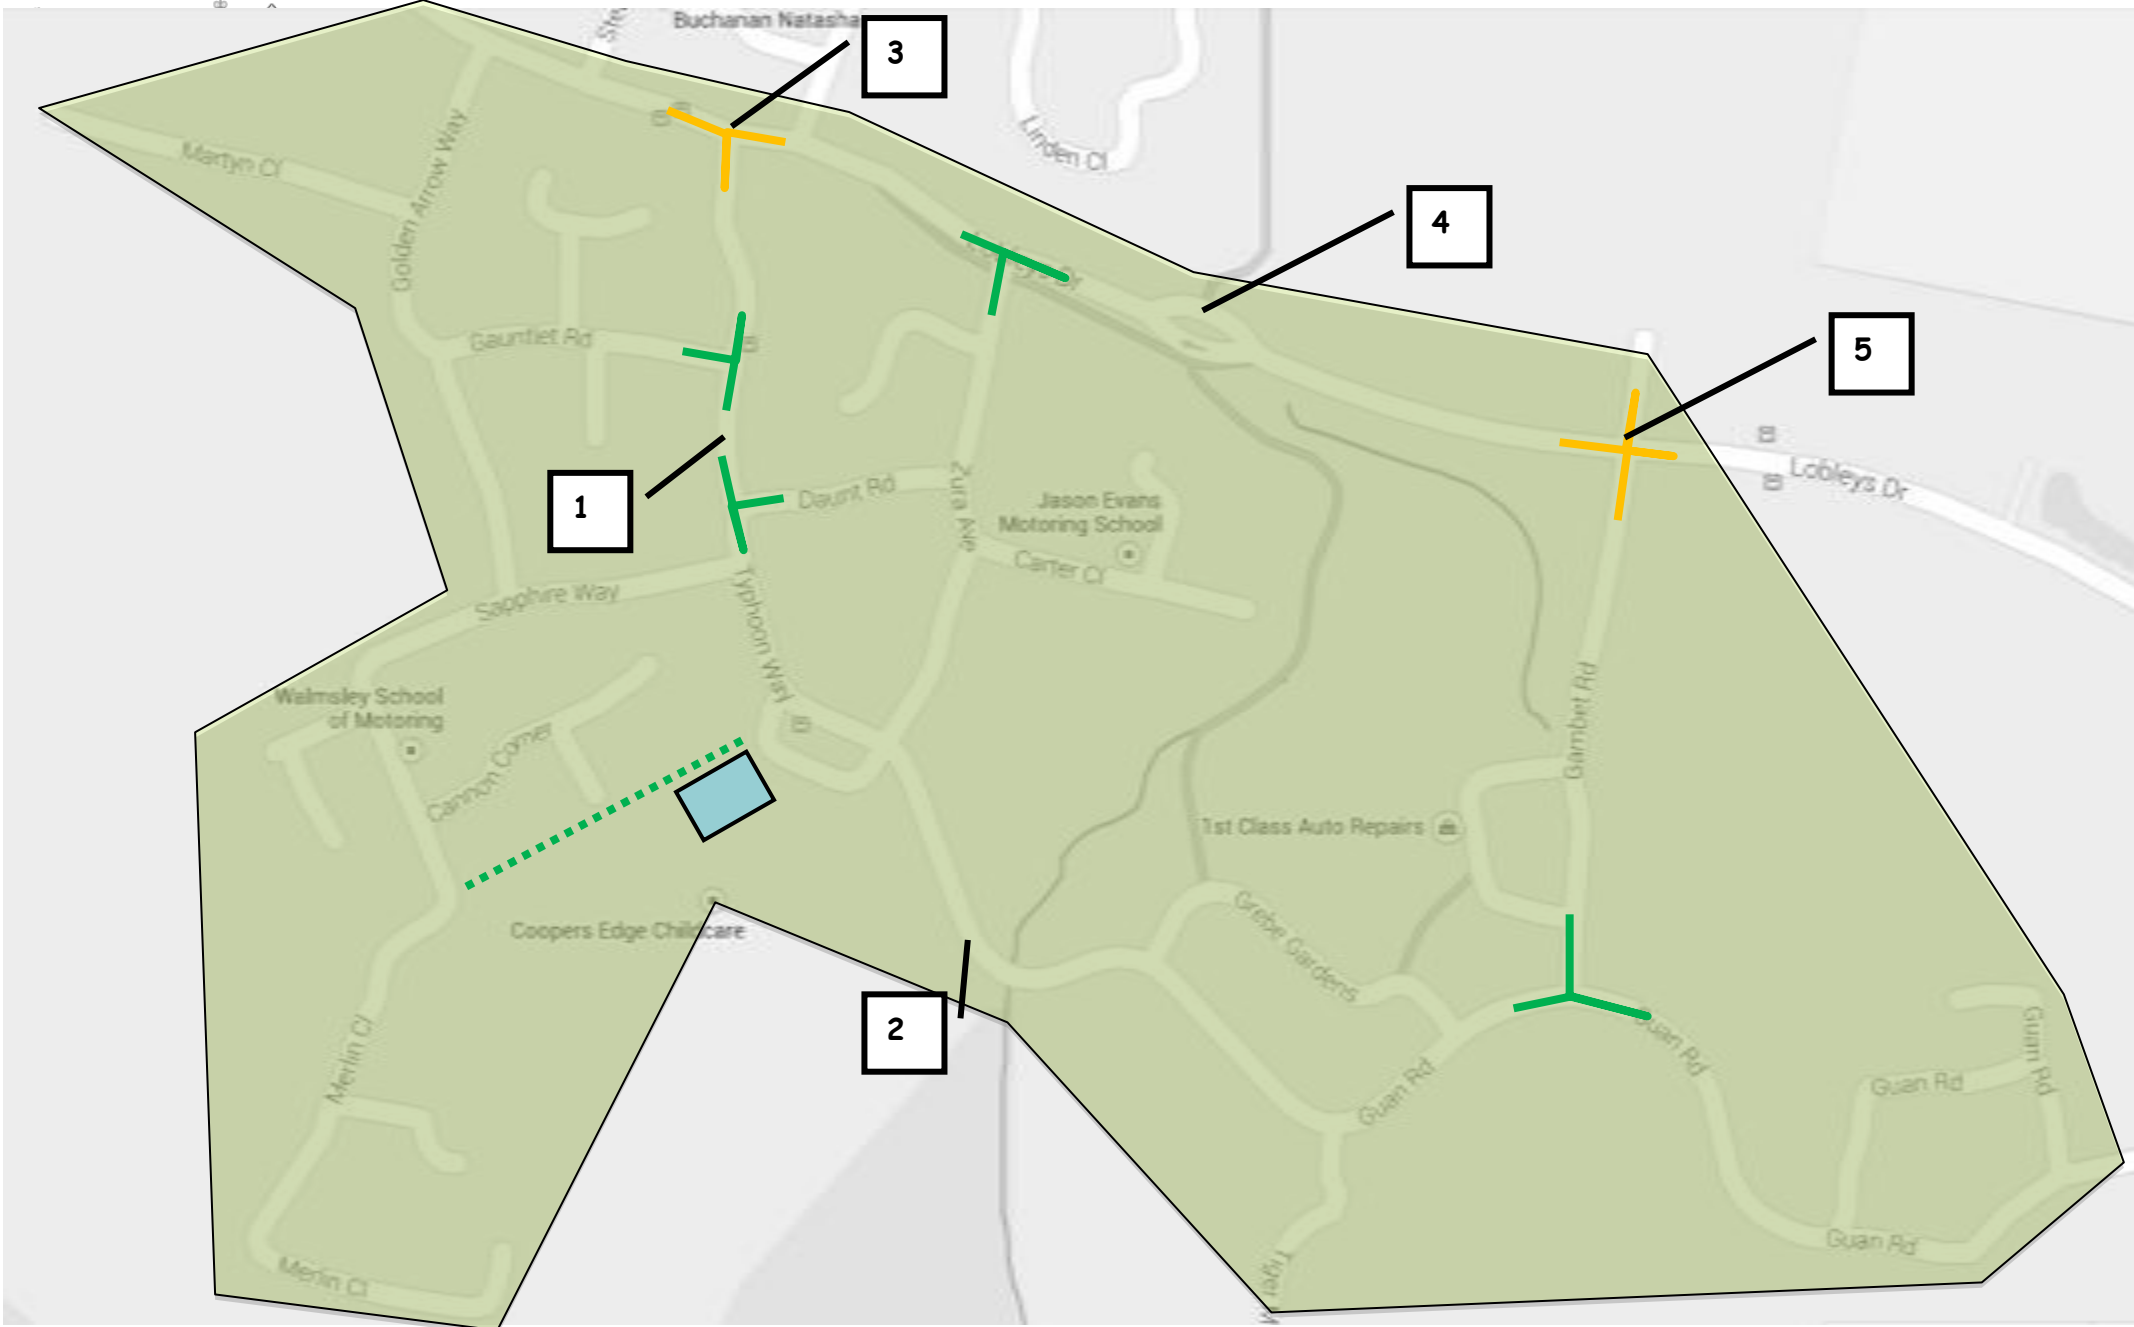 Buchanan Natasha
3
Linden Cl
Martyn Cl
Golden Arrow Way
4
Lobleys Dr
5
Gauntlet Rd
Lobleys Dr
Zura Ave
Daunt Rd
Jason Evans
Motoring School
1
Carter Cl
Sapphire Way
Typhoon Way
Walmsley School
of Motoring
Cannon Corner
Gambet Rd
1st Class Auto Repairs
Coopers Edge Childcare
Grebe Gardens
2
Guan Rd
Guan Rd
Guan Rd
Guan Rd
Merlin Cl
Guan Rd
Merlin Cl
Tiger